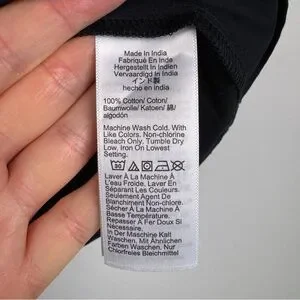 Made In India
Fabriqué En Inde
Hergestellt In Indien
Vervaardigd In India
インド製
hecho en India
100% Cotton/ Coton/
Baumwolle/ Katoen/ 綿/
algodón
Machine Wash Cold. With
Like Colors. Non-chlorine
Bleach Only. Tumble Dry
Low, Iron On Lowest
Setting.
30
Laver A La Machine À
L'eau Froide. Laver En
Séparant Les Couleurs.
Seulement Agent De
Blanchiment Non-chloré.
Sécher A La Machine À
Basse Température.
Repasser A Fer Doux Si
Nécessaire.
In Der Maschine Kalt
Waschen. Mit Ähnlichen
Farben Waschen. Nur
Chlorfreies Bleichmittel